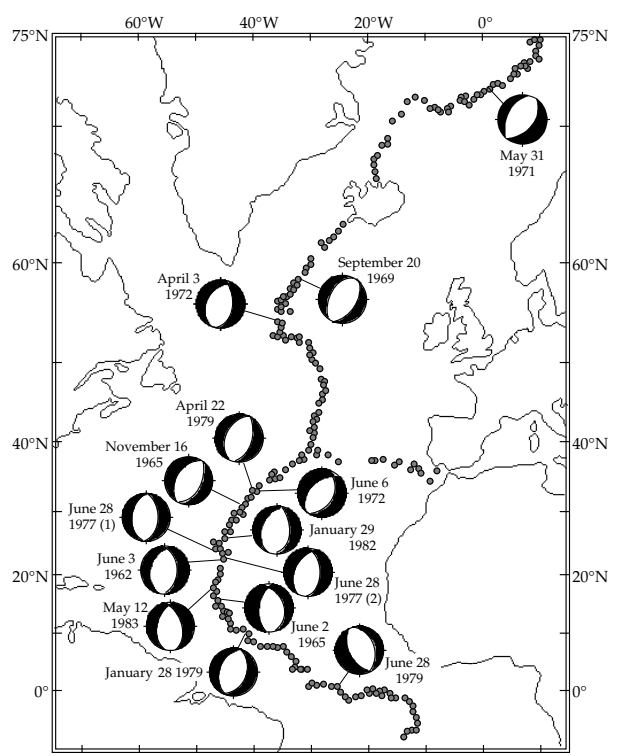 60°W
40°W
20°W
0°
75°N
75°N
May 31
1971
60°N
60°N
September 20
1969
April 3
1972
April 22
1979
40°N
40°N
November 16
1965
June 6
1972
June 28
1977 (1)
January 29
1982
June 3
1962
20°N
20°N
June 28
1977 (2)
May 12
1983
June 2
1965
January 28 1979
June 28
1979
0°
0°